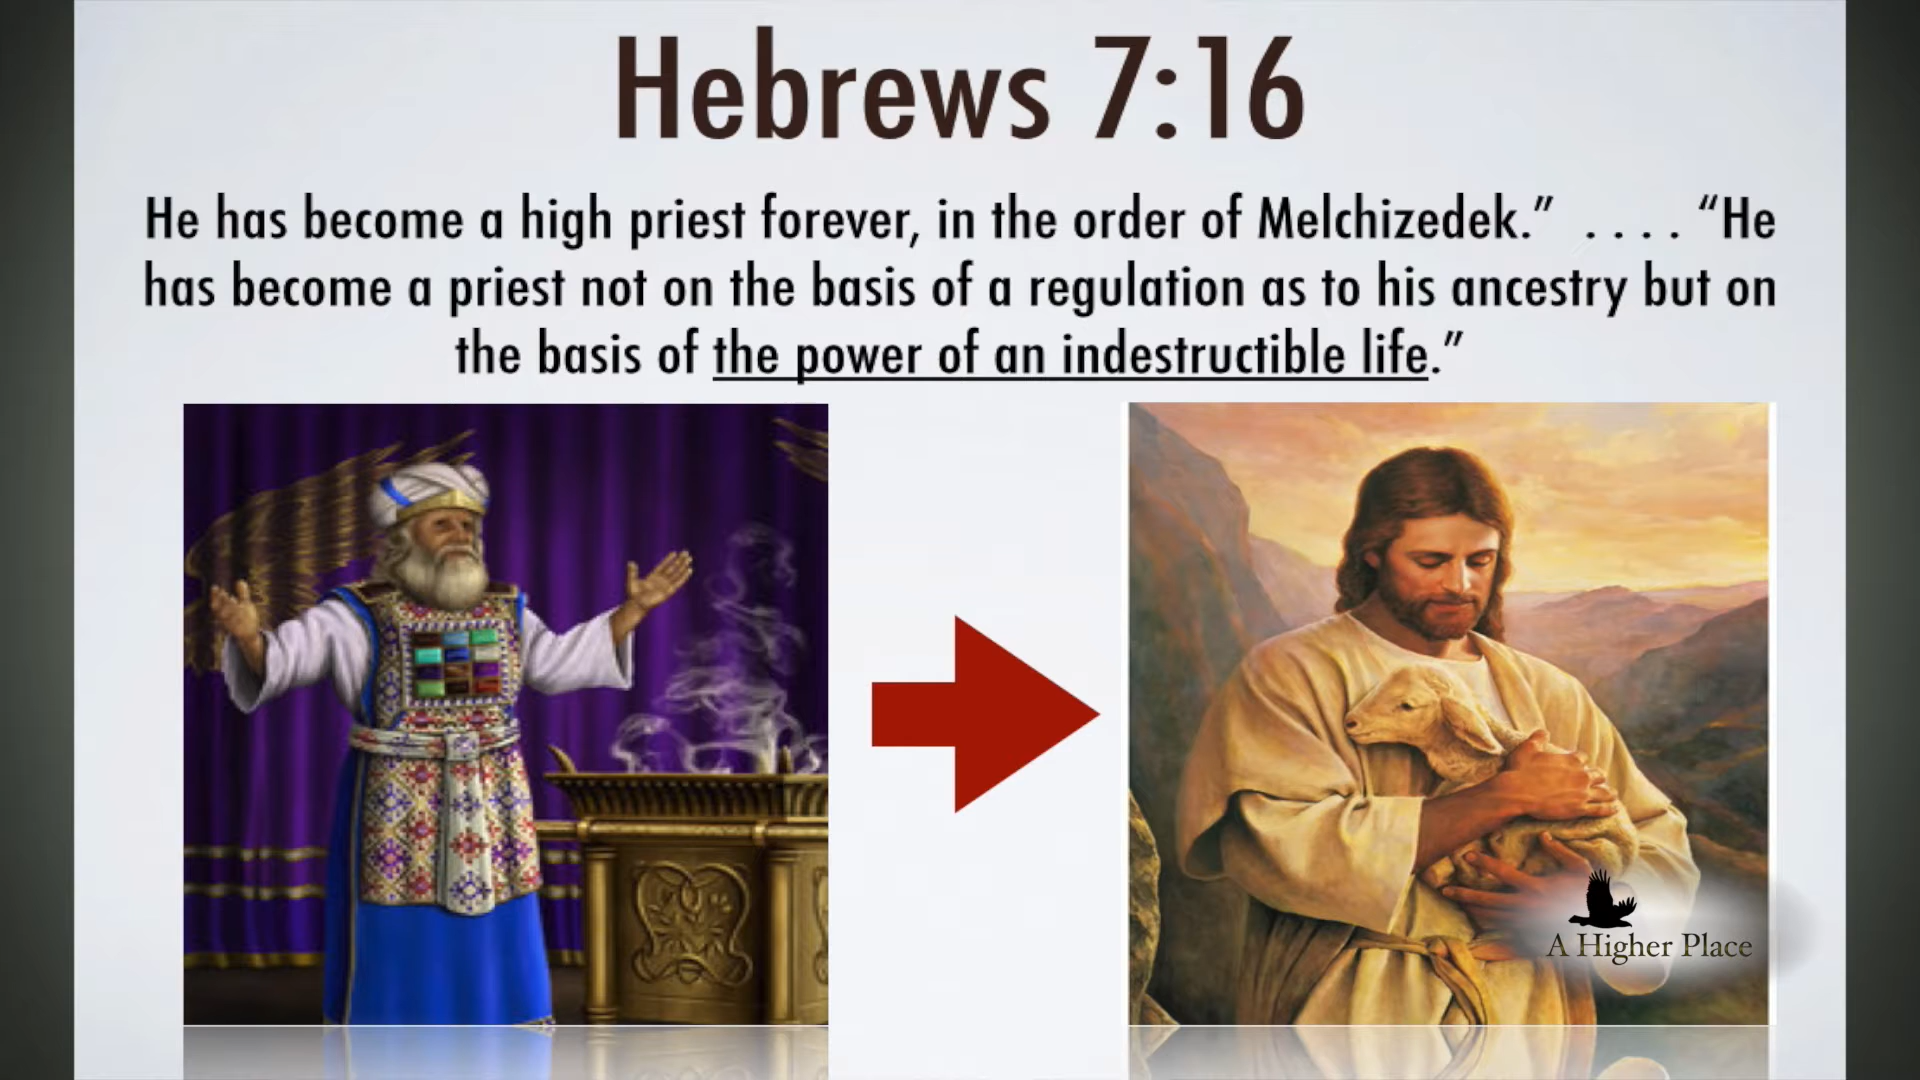 Hebrews 7:16
He has become a high priest forever, in the order of Melchizedek.” . . . . “He
has become a priest not on the basis of a regulation as to his ancestry but on
the basis of the power of an indestructible life.”
A Higher Place